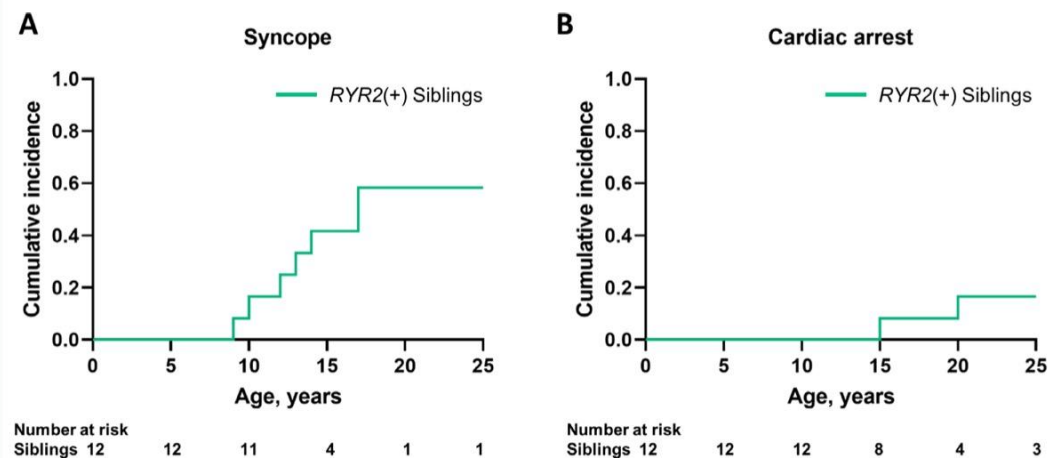 A
Syncope
1.0
0.8
0.6
0.4
0.2
0.0
Cumulative incidence
RYR2(+) Siblings
0 5 10 15 20 25
Age, years
Number at risk
Siblings 12 12 11 4 1 1
B
Cardiac arrest
1.0
0.8
0.6
0.4
0.2
0.0
Cumulative incidence
RYR2(+) Siblings
0 5 10 15 20 25
Age, years
Number at risk
Siblings 12 12 12 8 4 3